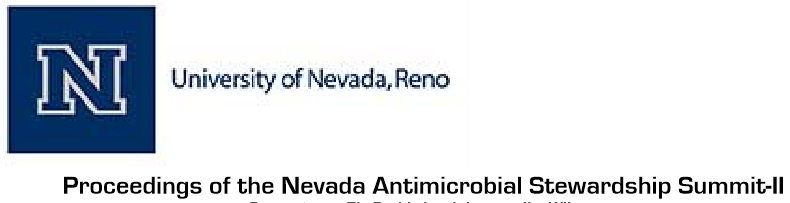 N
University of Nevada, Reno
Proceedings of the Nevada Antimicrobial Stewardship Summit-II